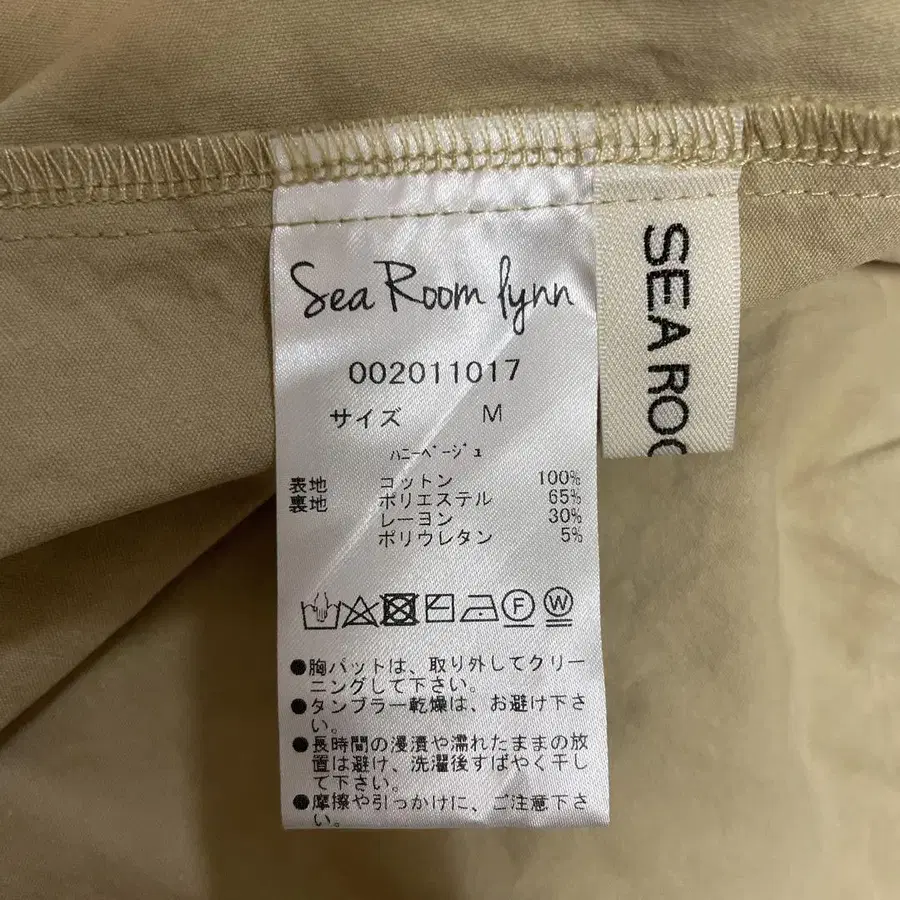 Sea Room lynn
002011017
サイズ M
ハニーベージュ
表地 コットン 100%
裏地 ポリエステル 65%
レーヨン 30%
ポリウレタン 5%
F W
●胸パットは、取り外してクリー
ニングして下さい。
●タンブラー乾燥は、お避け下さ
い。
●長時間の浸漬や濡れたままの放
置は避け、洗濯後すばやく干し
て下さい。
●摩擦や引っかけに、ご注意下さ
い。
SEA ROO